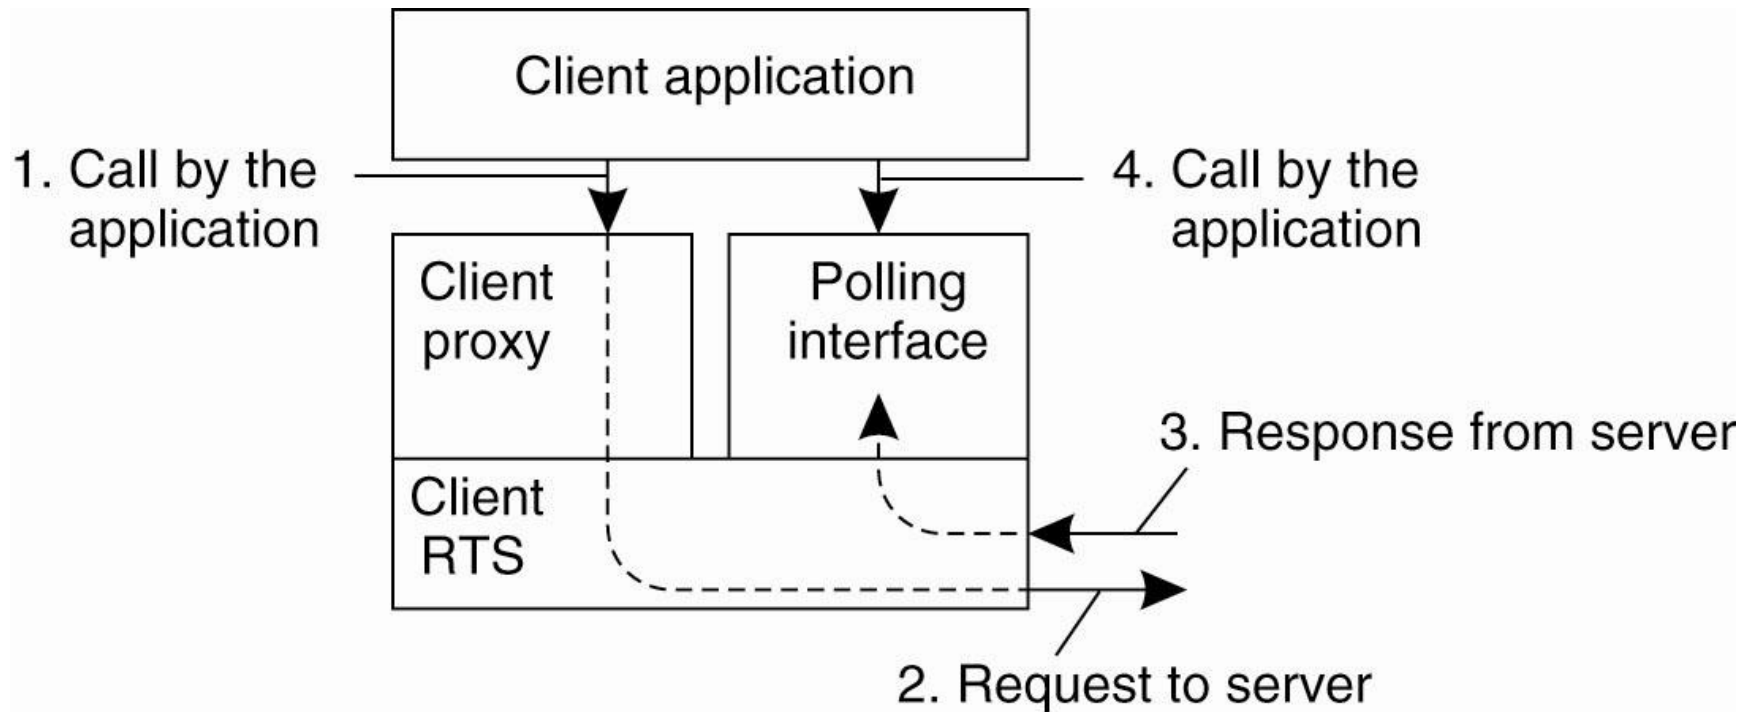 Client application
1. Call by the
application
4. Call by the
application
Client
proxy
Polling
interface
3. Response from server
Client
RTS
2. Request to server